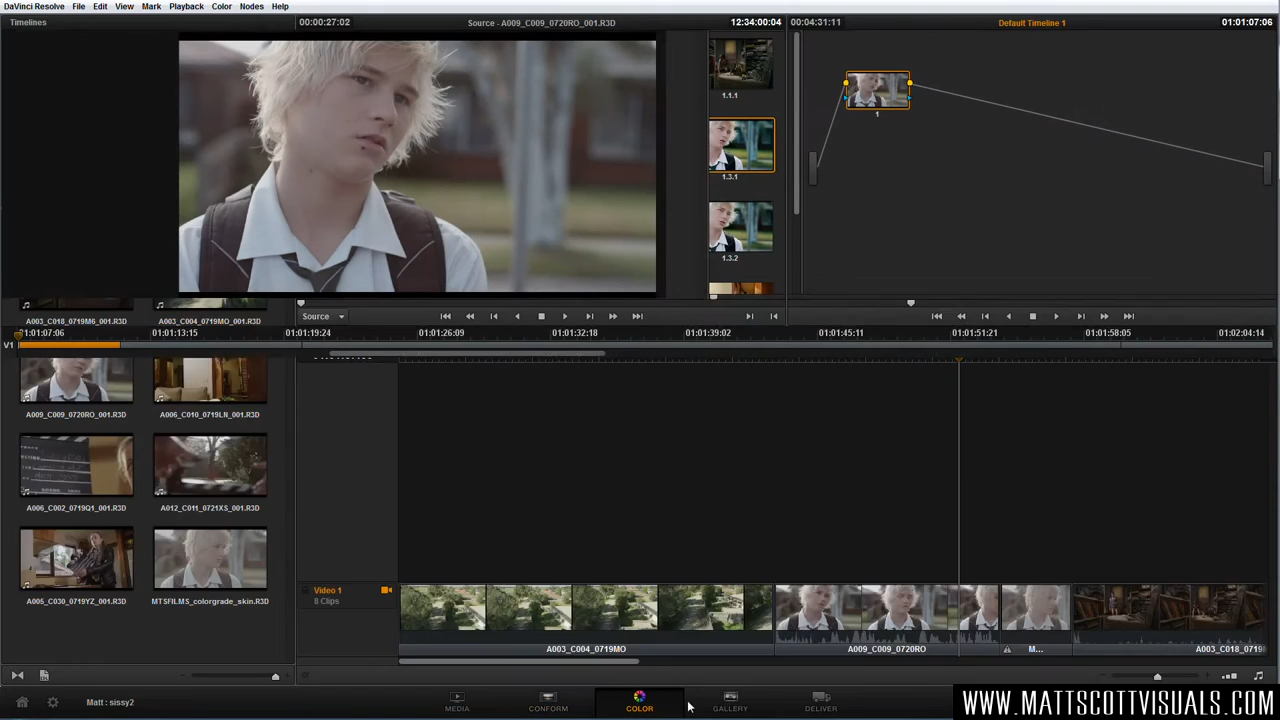 DaVinci Resolve File Edit View Mark Playback Color Nodes Help
Timelines
00:00:27:02 Source - A009_C009_0720RO_001.R3D 12:34:00:04
00:04:31:11 Default Timeline 1 01:01:07:06
1.1.1
1.3.1
1.3.2
1
A003_C018_0719M6_001.R3D A003_C004_0719MO_001.R3D
Source
01:01:07:06 01:01:13:15 01:01:19:24 01:01:26:09 01:01:32:18 01:01:39:02 01:01:45:11 01:01:51:21 01:01:58:05 01:02:04:14
V1
A009_C009_0720RO_001.R3D A006_C010_0719LN_001.R3D
A006_C002_0719Q1_001.R3D A012_C011_0721XS_001.R3D
A005_C030_0719YZ_001.R3D MTSFILMS_colorgrade_skin.R3D
Video 1
8 Clips
A003_C004_0719MO A009_C009_0720RO M... A003_C018_0719
Matt : sissy2
MEDIA CONFORM COLOR GALLERY DELIVER
WWW.MATTSCOTTVISUALS.COM